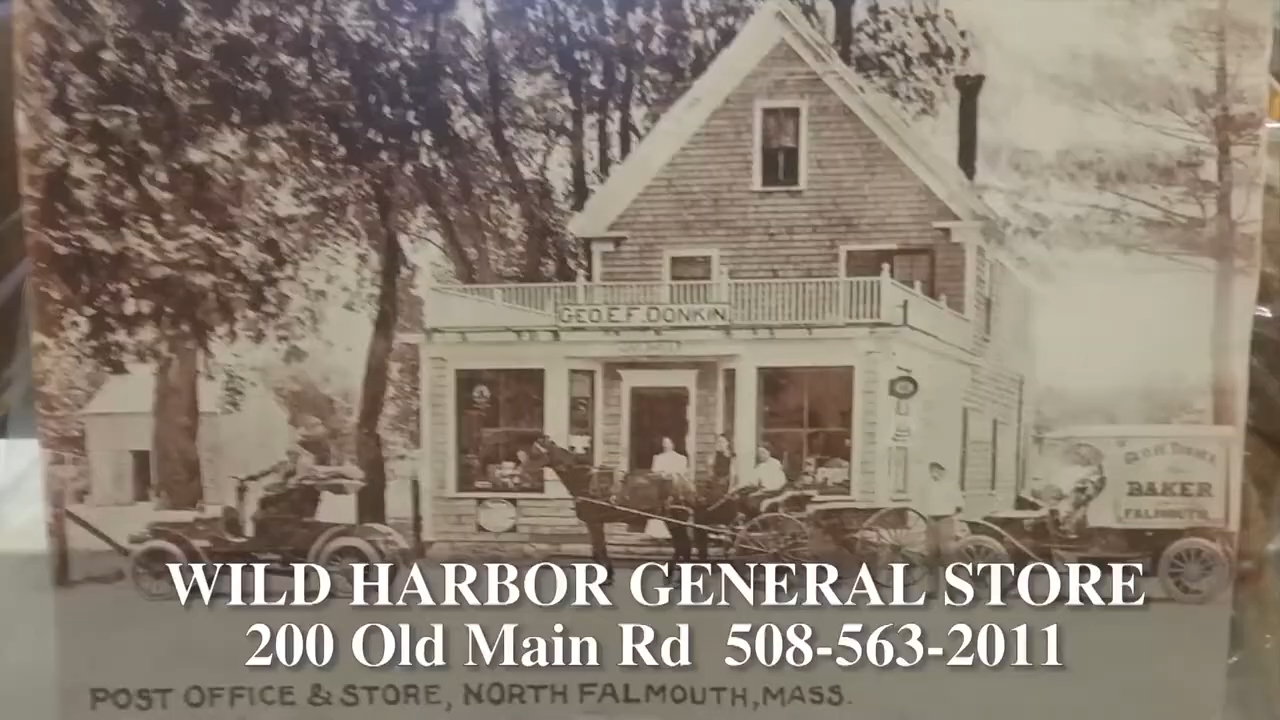 GEO.E.F.DONKIN
BAKER
FALMOUTH
WILD HARBOR GENERAL STORE
200 Old Main Rd 508-563-2011
POST OFFICE & STORE, NORTH FALMOUTH, MASS.